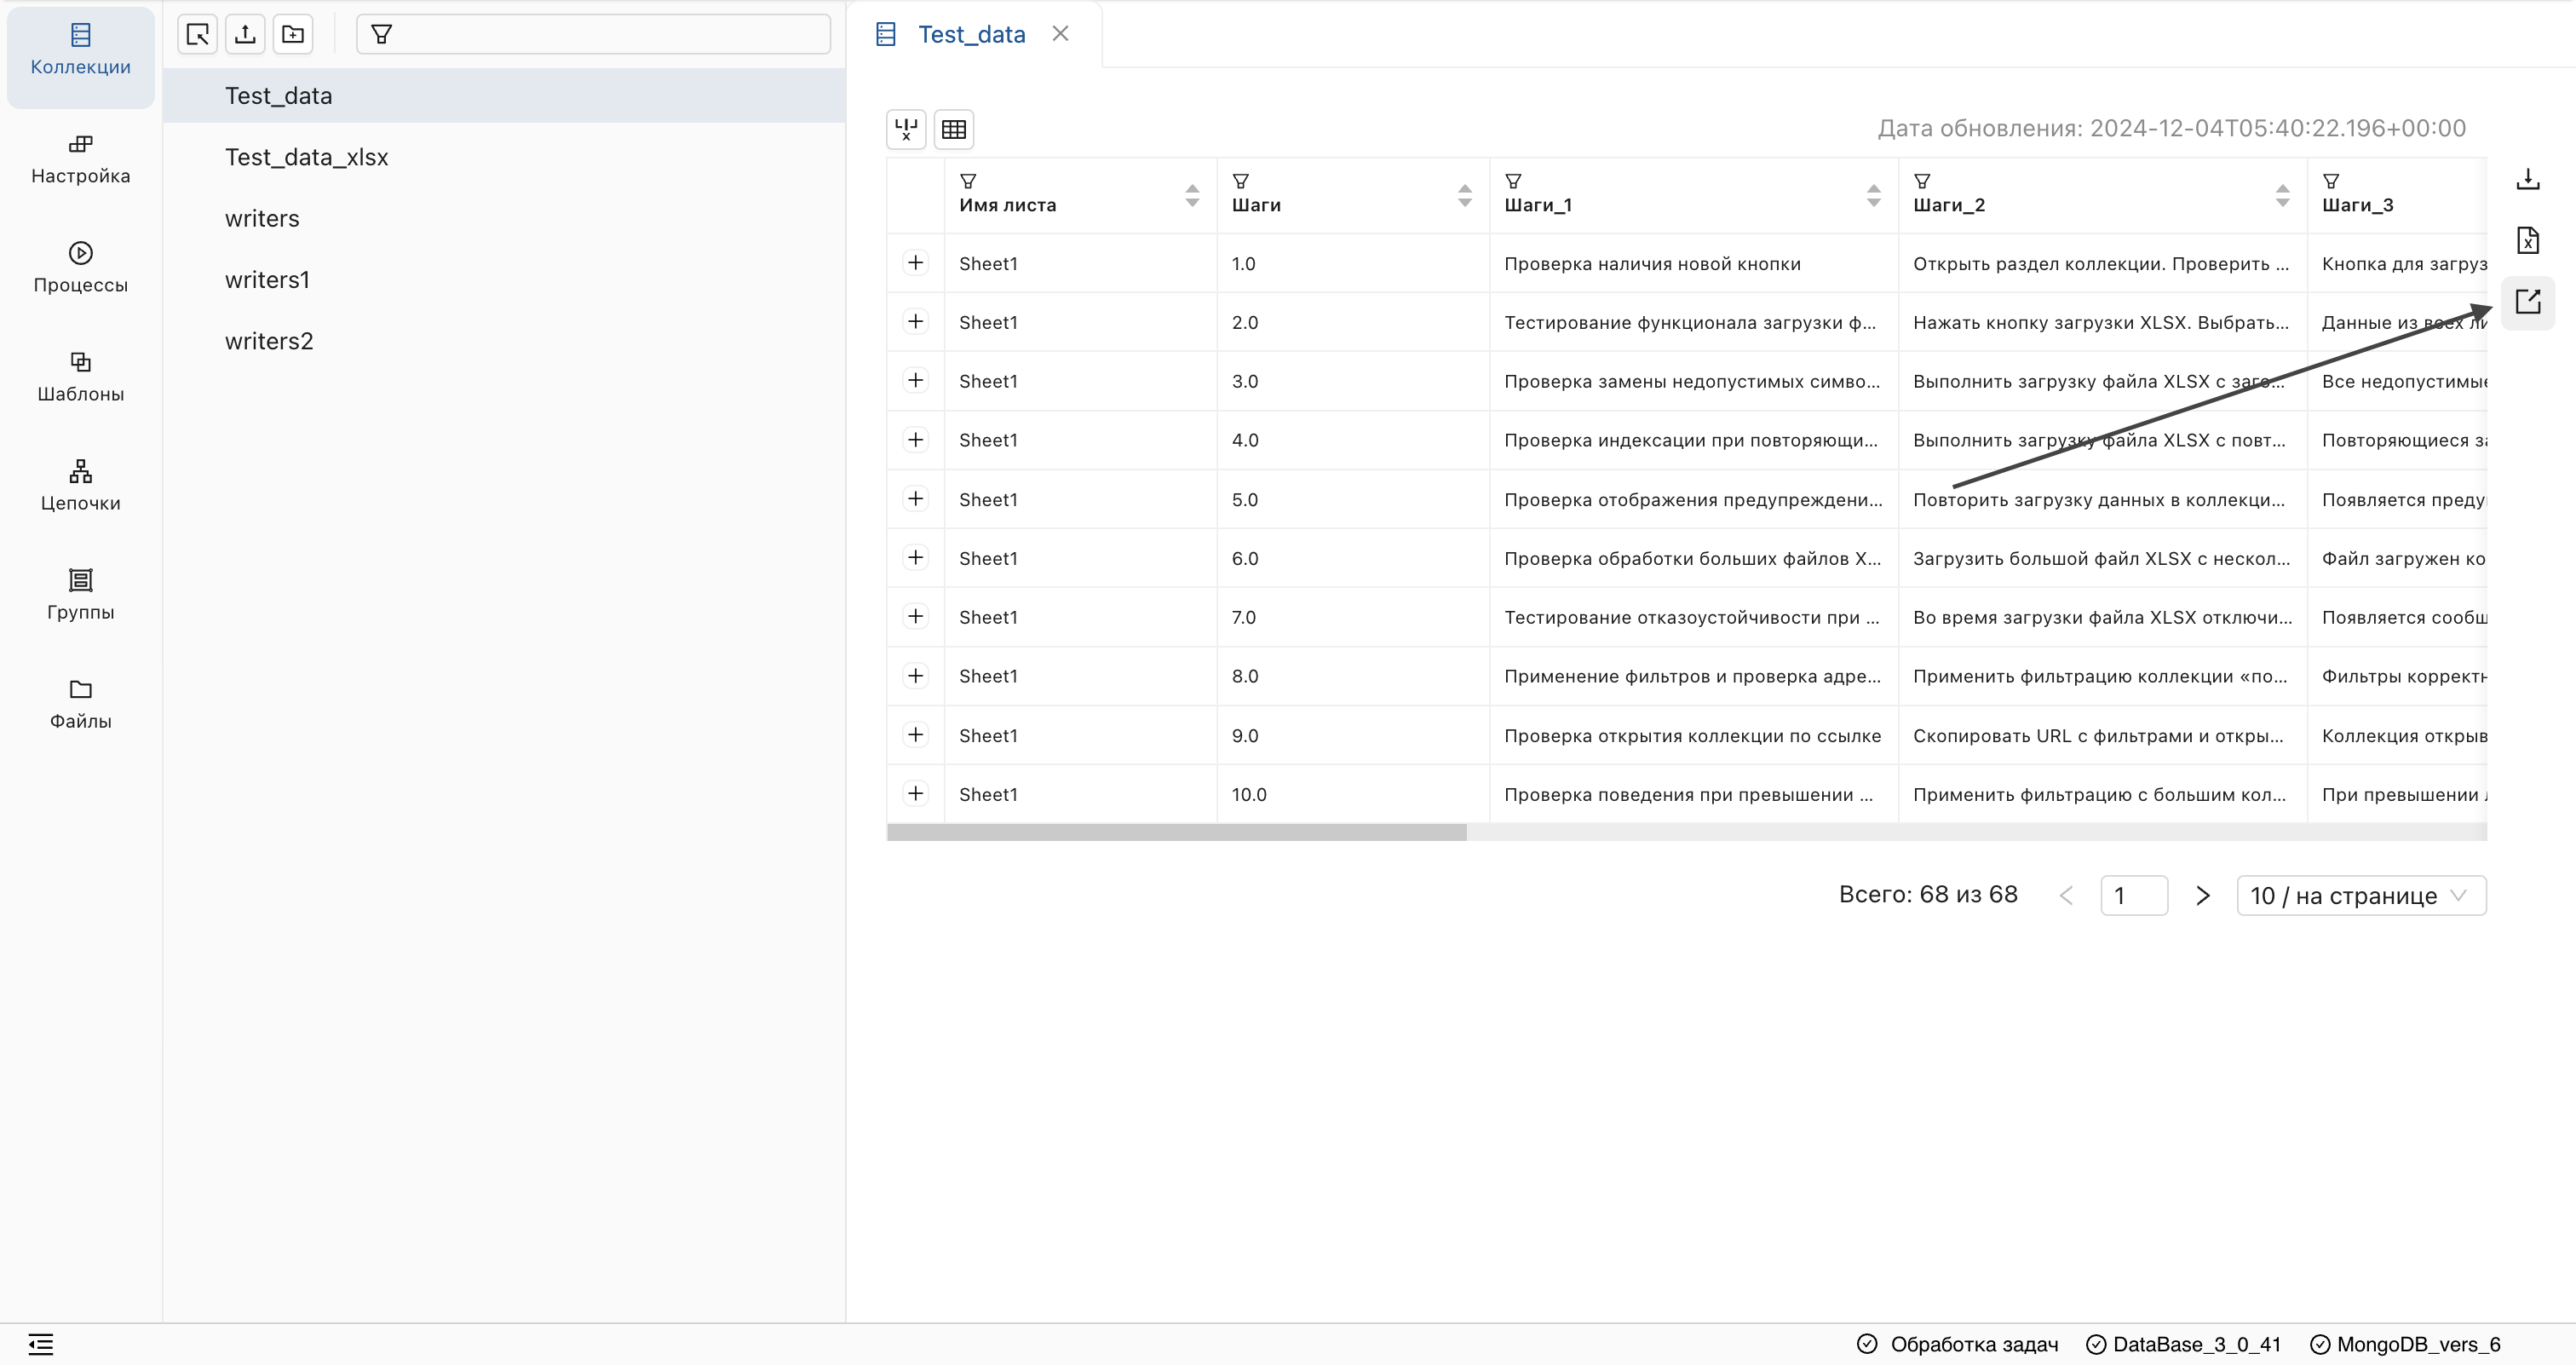 Коллекции
Настройка
Процессы
Шаблоны
Цепочки
Группы
Файлы
Test_data
Test_data_xlsx
writers
writers1
writers2
Test_data
Дата обновления: 2024-12-04T05:40:22.196+00:00
Имя листа Шаги Шаги_1 Шаги_2 Шаги_3
Sheet1 1.0 Проверка наличия новой кнопки Открыть раздел коллекции. Проверить ... Кнопка для загруз
Sheet1 2.0 Тестирование функционала загрузки ф... Нажать кнопку загрузки XLSX. Выбрать... Данные из всех ли
Sheet1 3.0 Проверка замены недопустимых симво... Выполнить загрузку файла XLSX с заго... Все недопустимые
Sheet1 4.0 Проверка индексации при повторяющи... Выполнить загрузку файла XLSX с повт... Повторяющиеся за
Sheet1 5.0 Проверка отображения предупреждени... Повторить загрузку данных в коллекци... Появляется преду
Sheet1 6.0 Проверка обработки больших файлов X... Загрузить большой файл XLSX с нескол... Файл загружен ко
Sheet1 7.0 Тестирование отказоустойчивости при ... Во время загрузки файла XLSX отключи... Появляется сообщ
Sheet1 8.0 Применение фильтров и проверка адре... Применить фильтрацию коллекции «по... Фильтры корректн
Sheet1 9.0 Проверка открытия коллекции по ссылке Скопировать URL с фильтрами и откры... Коллекция открыв
Sheet1 10.0 Проверка поведения при превышении ... Применить фильтрацию с большим кол... При превышении л
Всего: 68 из 68 1 10 / на странице
Обработка задач DataBase_3_0_41 MongoDB_vers_6